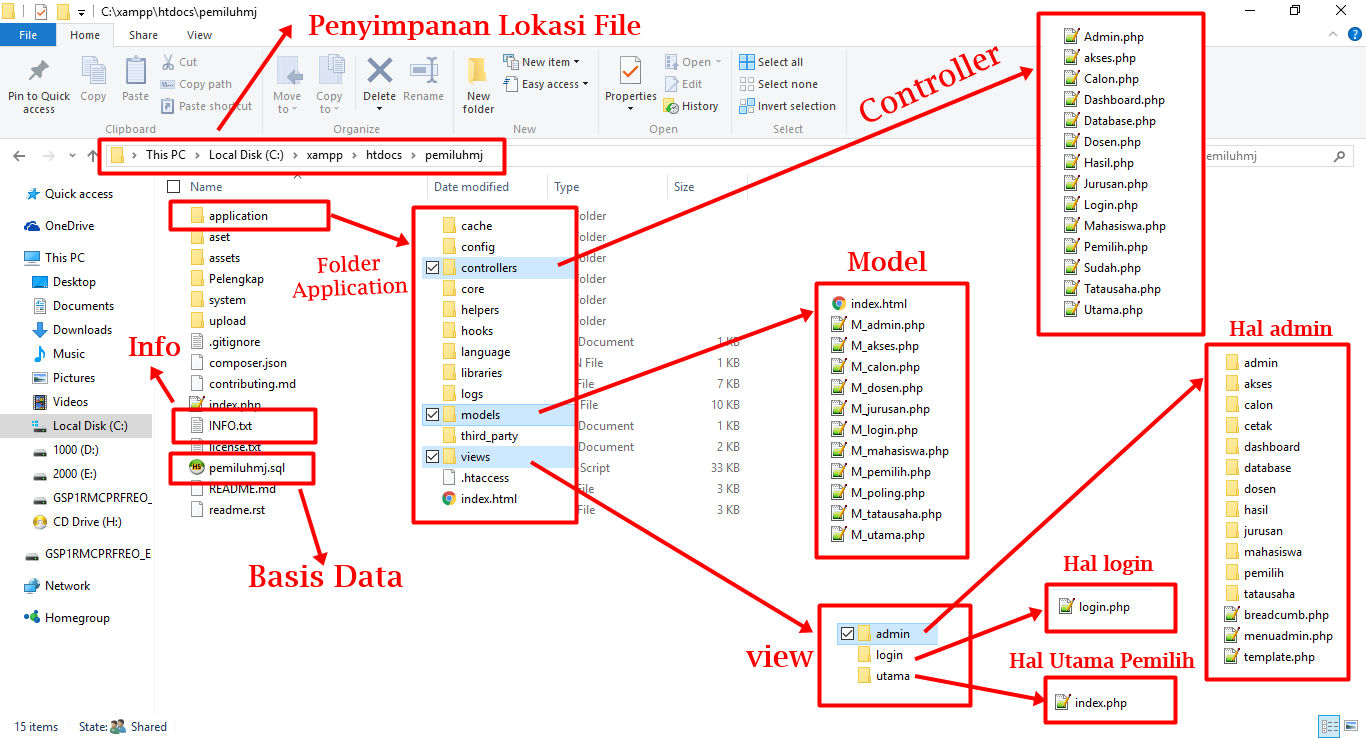 C:\xampp\htdocs\pemiluhmj
File Home Share View
Penyimpanan Lokasi File
Pin to Quick access
Copy
Paste
Cut
Copy path
Paste shortcut
Clipboard
Move to
Copy to
Delete
Rename
Organize
New folder
New item
Easy access
New
Properties
Open
Edit
History
Open
Select all
Select none
Invert selection
Select
This PC Local Disk (C:) xampp htdocs pemiluhmj
emiluhmj
Quick access
OneDrive
This PC
Desktop
Documents
Downloads
Music
Pictures
Videos
Local Disk (C:)
1000 (D:)
2000 (E:)
GSP1RMCPRFREO_
CD Drive (H:)
GSP1RMCPRFREO_E
Network
Homegroup
Name Date modified Type Size
application
aset
assets
Pelengkap
system
upload
.gitignore
composer.json
contributing.md
index.php
INFO.txt
license.txt
pemiluhmj.sql
README.md
readme.rst
Info
Basis Data
Folder
Application
cache
config
controllers
core
helpers
hooks
language
libraries
logs
models
third_party
views
.htaccess
index.html
older
older
older
older
older
older
Document 1 KB
N File 1 KB
File 7 KB
File 10 KB
Document 1 KB
Document 2 KB
-Script 33 KB
File 3 KB
File 3 KB
Controller
Admin.php
akses.php
Calon.php
Dashboard.php
Database.php
Dosen.php
Hasil.php
Jurusan.php
Login.php
Mahasiswa.php
Pemilih.php
Sudah.php
Tatausaha.php
Utama.php
Model
index.html
M_admin.php
M_akses.php
M_calon.php
M_dosen.php
M_jurusan.php
M_login.php
M_mahasiswa.php
M_pemilih.php
M_poling.php
M_tatausaha.php
M_utama.php
view
admin
login
utama
Hal admin
admin
akses
calon
cetak
dashboard
database
dosen
hasil
jurusan
mahasiswa
pemilih
tatausaha
breadcumb.php
menuadmin.php
template.php
Hal login
login.php
Hal Utama Pemilih
index.php
15 items State: Shared